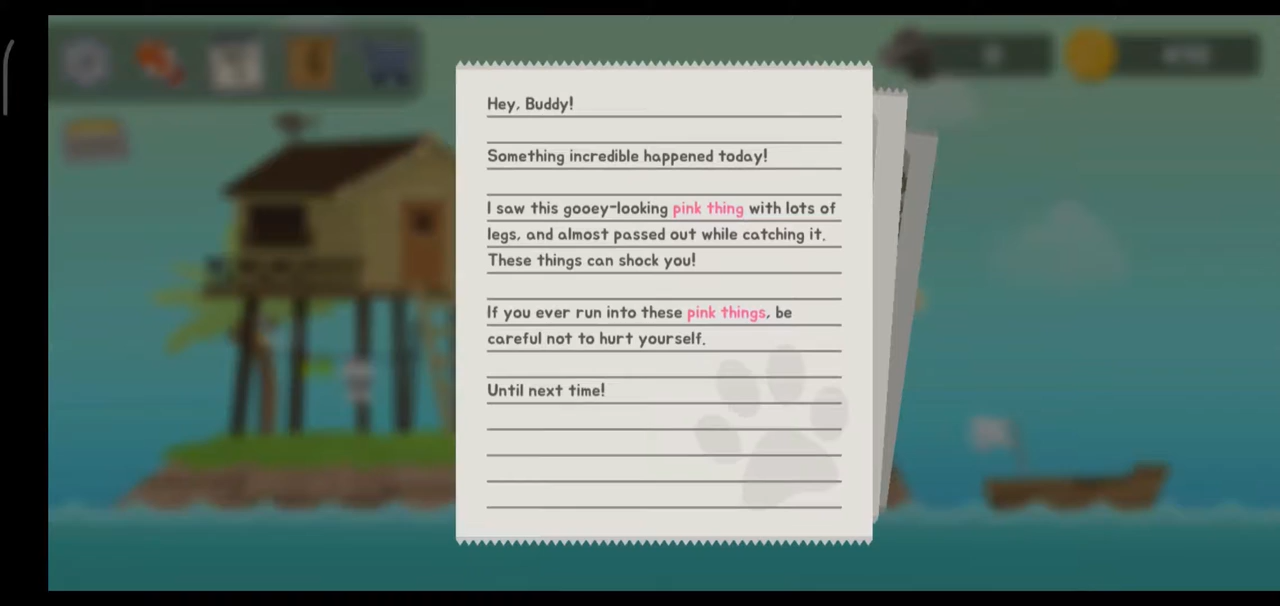 Hey, Buddy!
Something incredible happened today!
I saw this gooey-looking pink thing with lots of
legs, and almost passed out while catching it.
These things can shock you!
If you ever run into these pink things, be
careful not to hurt yourself.
Until next time!